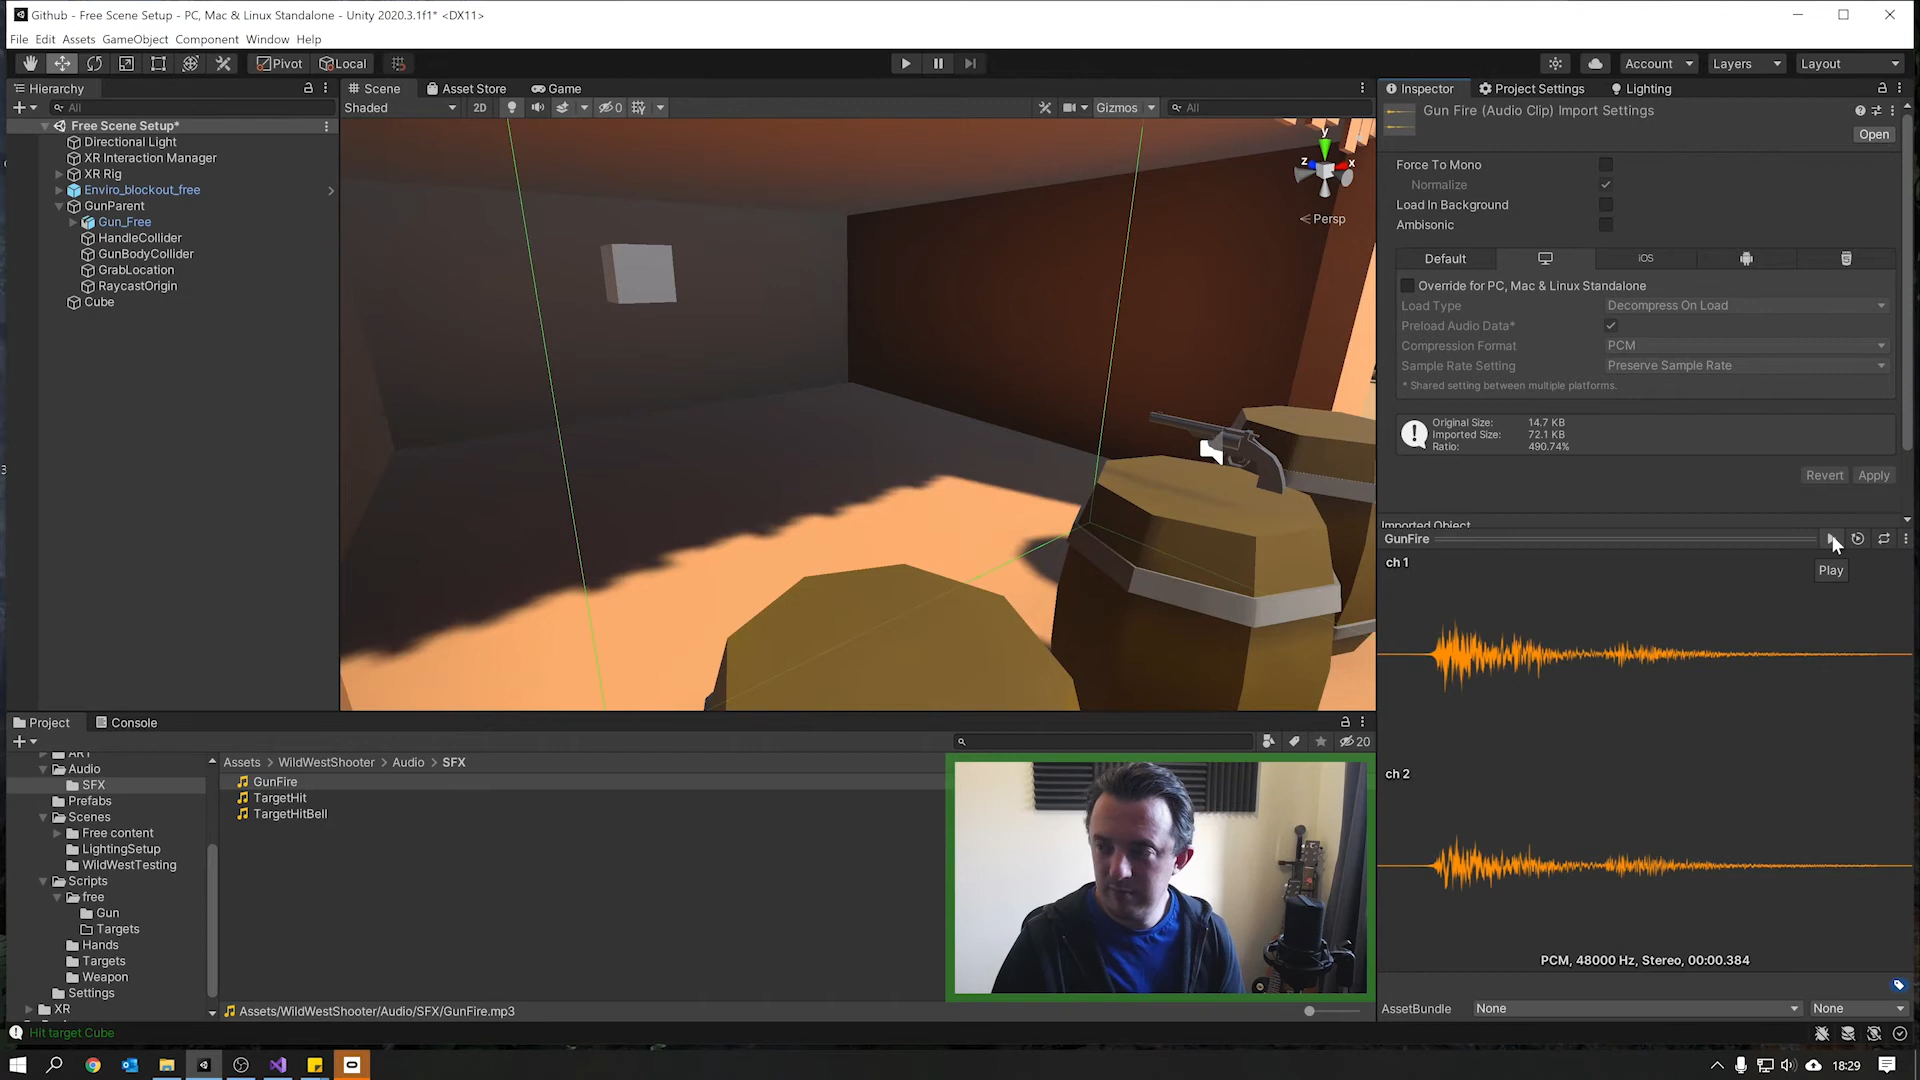 Github - Free Scene Setup - PC, Mac & Linux Standalone - Unity 2020.3.1f1* <DX11>
File Edit Assets GameObject Component Window Help
Pivot Local Account Layers Layout
Hierarchy
All
Free Scene Setup*
Directional Light
XR Interaction Manager
XR Rig
Enviro_blockout_free
GunParent
Gun_Free
HandleCollider
GunBodyCollider
GrabLocation
RaycastOrigin
Cube
Scene Asset Store Game
Shaded 2D 0 Gizmos All
y
z x
Persp
Inspector Project Settings Lighting
Gun Fire (Audio Clip) Import Settings
Open
Force To Mono
Normalize
Load In Background
Ambisonic
Default iOS
Override for PC, Mac & Linux Standalone
Load Type Decompress On Load
Preload Audio Data*
Compression Format PCM
Sample Rate Setting Preserve Sample Rate
* Shared setting between multiple platforms.
Original Size: 14.7 KB
Imported Size: 72.1 KB
Ratio: 490.74%
Revert Apply
Imported Object
GunFire
Play
ch 1
ch 2
PCM, 48000 Hz, Stereo, 00:00.384
AssetBundle None None
Project Console
20
ART
Audio
SFX
Prefabs
Scenes
Free content
LightingSetup
WildWestTesting
Scripts
free
Gun
Targets
Hands
Targets
Weapon
Settings
XR
Assets > WildWestShooter > Audio > SFX
GunFire
TargetHit
TargetHitBell
Assets/WildWestShooter/Audio/SFX/GunFire.mp3
Hit target Cube
18:29